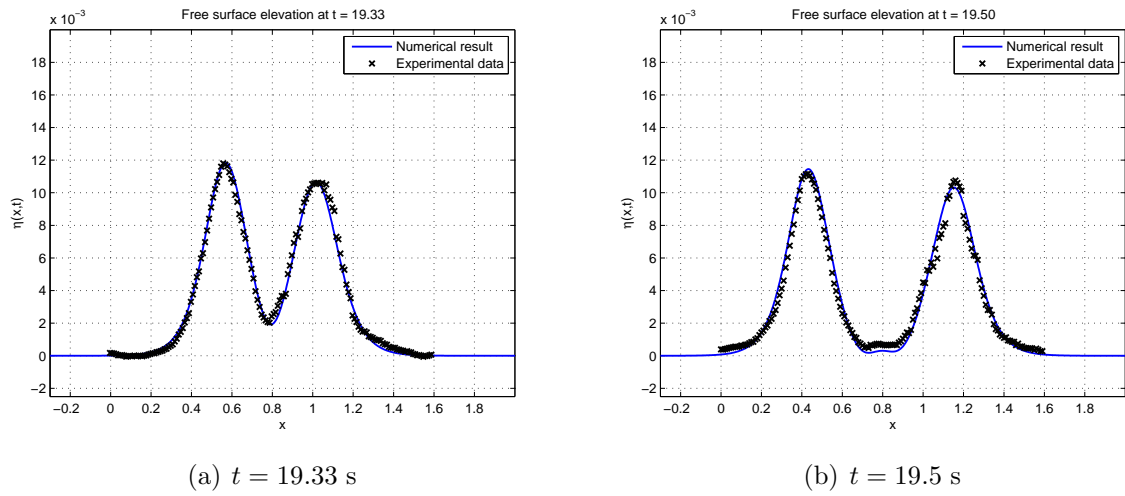 Free surface elevation at t = 19.33
x 10⁻³
Numerical result
Experimental data
18
16
14
12
10
8
6
4
2
0
−2
η(x,t)
−0.2 0 0.2 0.4 0.6 0.8 1 1.2 1.4 1.6 1.8
x
(a) t = 19.33 s
Free surface elevation at t = 19.50
x 10⁻³
Numerical result
Experimental data
18
16
14
12
10
8
6
4
2
0
−2
η(x,t)
−0.2 0 0.2 0.4 0.6 0.8 1 1.2 1.4 1.6 1.8
x
(b) t = 19.5 s